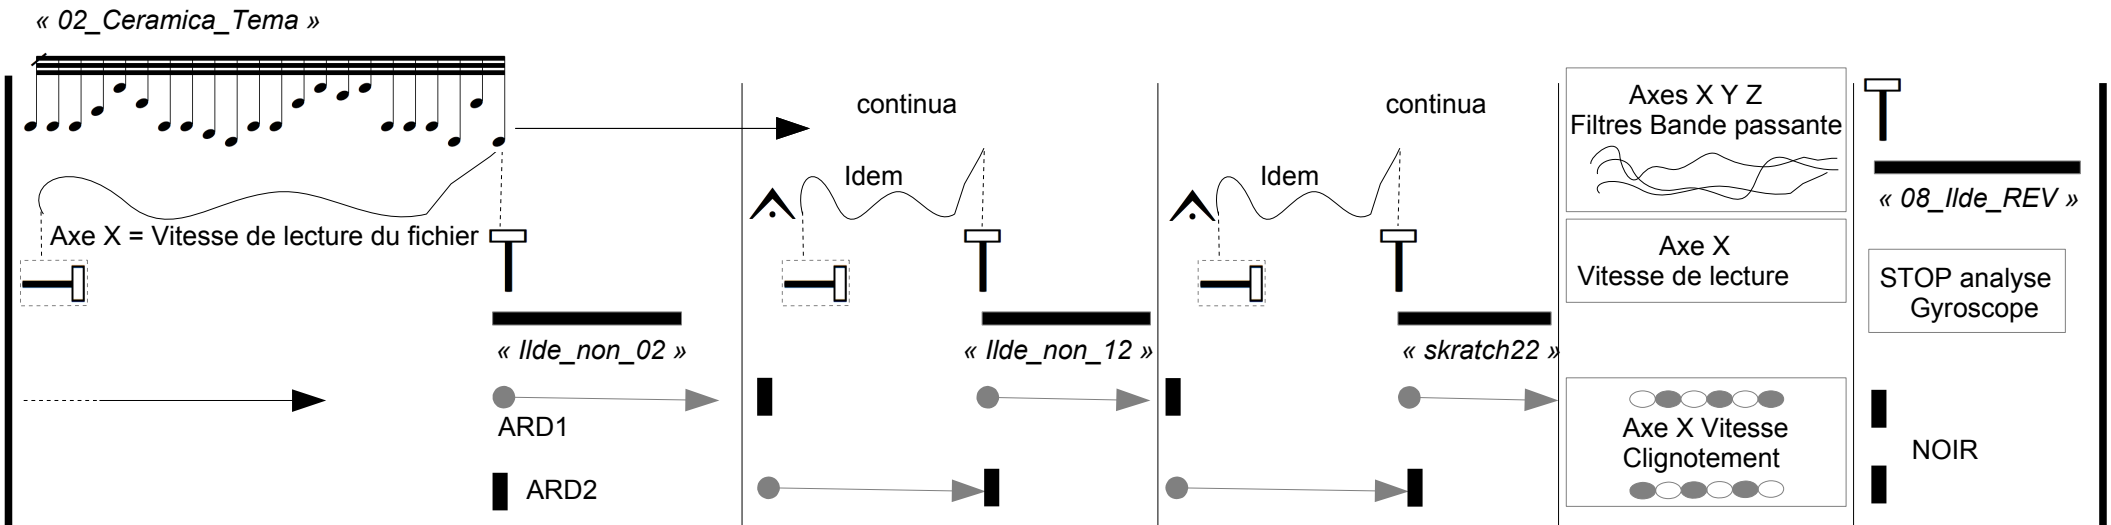 « 02_Ceramica_Tema »
Axe X = Vitesse de lecture du fichier
« Ilde_non_02 »
ARD1
ARD2
continua
Idem
« Ilde_non_12 »
continua
Idem
« skratch22 »
Axes X Y Z
Filtres Bande passante
Axe X
Vitesse de lecture
Axe X Vitesse
Clignotement
« 08_Ilde_REV »
STOP analyse
Gyroscope
NOIR